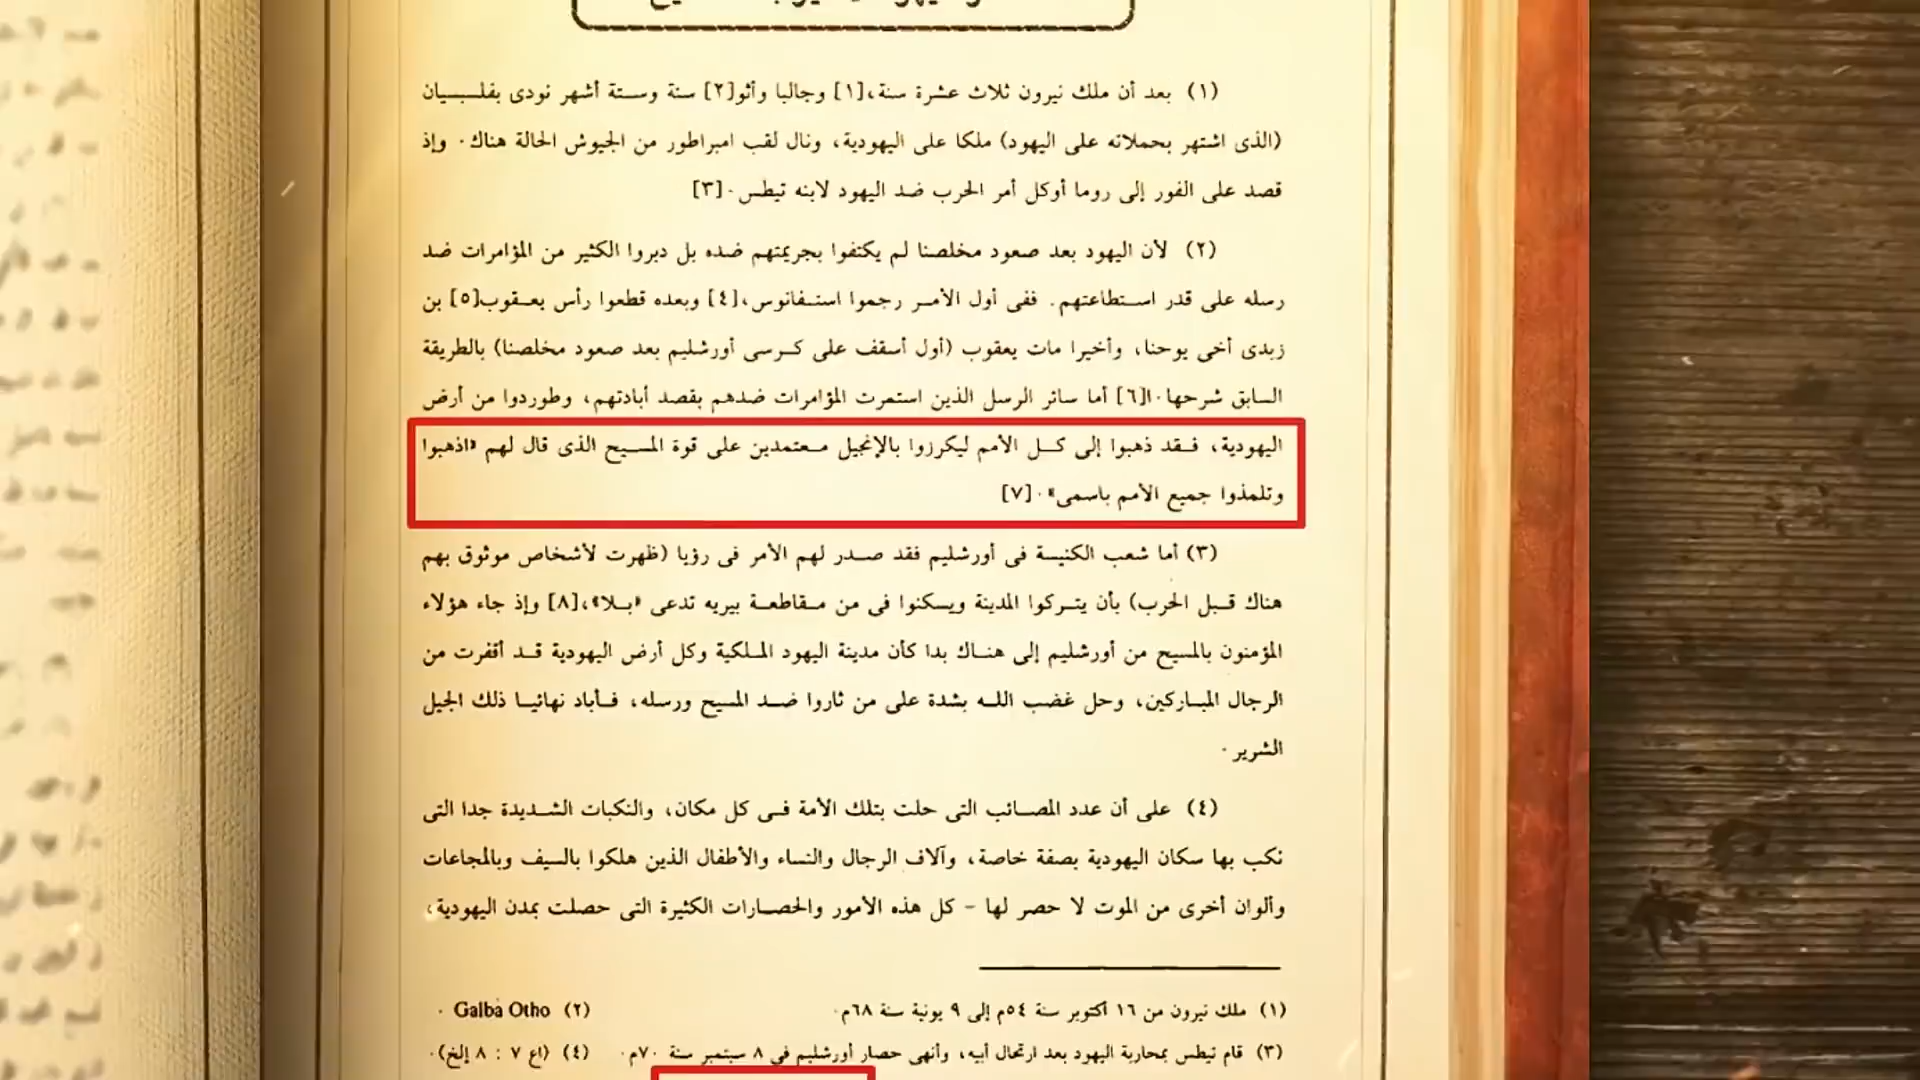 (١) بعد أن ملك نيرون ثلاث عشرة سنة،[١] وجالبا وأثو[٢] سنة وستة أشهر نودى بفلسبسيان
(الذى اشتهر بحملاته على اليهود) ملكا على اليهودية، ونال لقب امبراطور من الجيوش الحالة هناك. وإذ
قصد على الفور إلى روما أوكل أمر الحرب ضد اليهود لابنه تيطس.[٣]
(٢) لأن اليهود بعد صعود مخلصنا لم يكتفوا بجريمتهم ضده بل دبروا الكثير من المؤامرات ضد
رسله على قدر استطاعتهم. ففى أول الأمر رجموا استفانوس،[٤] وبعده قطعوا رأس يعقوب[٥] بن
زبدى أخى يوحنا، وأخيرا مات يعقوب (أول أسقف على كرسى أورشليم بعد صعود مخلصنا) بالطريقة
السابق شرحها.[٦] أما سائر الرسل الذين استمرت المؤامرات ضدهم بقصد أبادتهم، وطوردوا من أرض
اليهودية، فقد ذهبوا إلى كل الأمم ليكرزوا بالإنجيل معتمدين على قوة المسيح الذى قال لهم «اذهبوا
وتلمذوا جميع الأمم باسمى».[٧]
(٣) أما شعب الكنيسة فى أورشليم فقد صدر لهم الأمر فى رؤيا (ظهرت لأشخاص موثوق بهم
هناك قبل الحرب) بأن يتركوا المدينة ويسكنوا فى من مقاطعة بيريه تدعى «بلا»،[٨] وإذ جاء هؤلاء
المؤمنون بالمسيح من أورشليم إلى هناك بدا كأن مدينة اليهود الملكية وكل أرض اليهودية قد أقفرت من
الرجال المباركين، وحل غضب الله بشدة على من ثاروا ضد المسيح ورسله، فأباد نهائيا ذلك الجيل
الشرير.
(٤) على أن عدد المصائب التى حلت بتلك الأمة فى كل مكان، والنكبات الشديدة جدا التى
نكب بها سكان اليهودية بصفة خاصة، وآلاف الرجال والنساء والأطفال الذين هلكوا بالسيف وبالمجاعات
وألوان أخرى من الموت لا حصر لها - كل هذه الأمور والحصارات الكثيرة التى حصلت بمدن اليهودية،
(١) ملك نيرون من ١٦ أكتوبر سنة ٥٤م إلى ٩ يونية سنة ٦٨م. (٢) Galba Otho .
(٣) قام تيطس بمحاربة اليهود بعد ارتحال أبيه، وأنهى حصار أورشليم في ٨ سبتمبر سنة ٧٠م. (٤) (اع ٧ : ٨ إلخ).